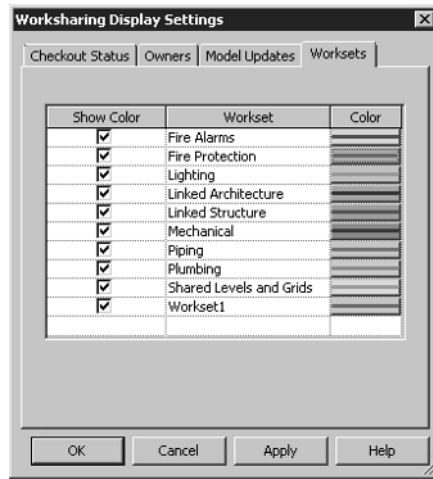 Worksharing Display Settings
Checkout Status Owners Model Updates Worksets
Show Color Workset Color
Fire Alarms
Fire Protection
Lighting
Linked Architecture
Linked Structure
Mechanical
Piping
Plumbing
Shared Levels and Grids
Workset1
OK Cancel Apply Help